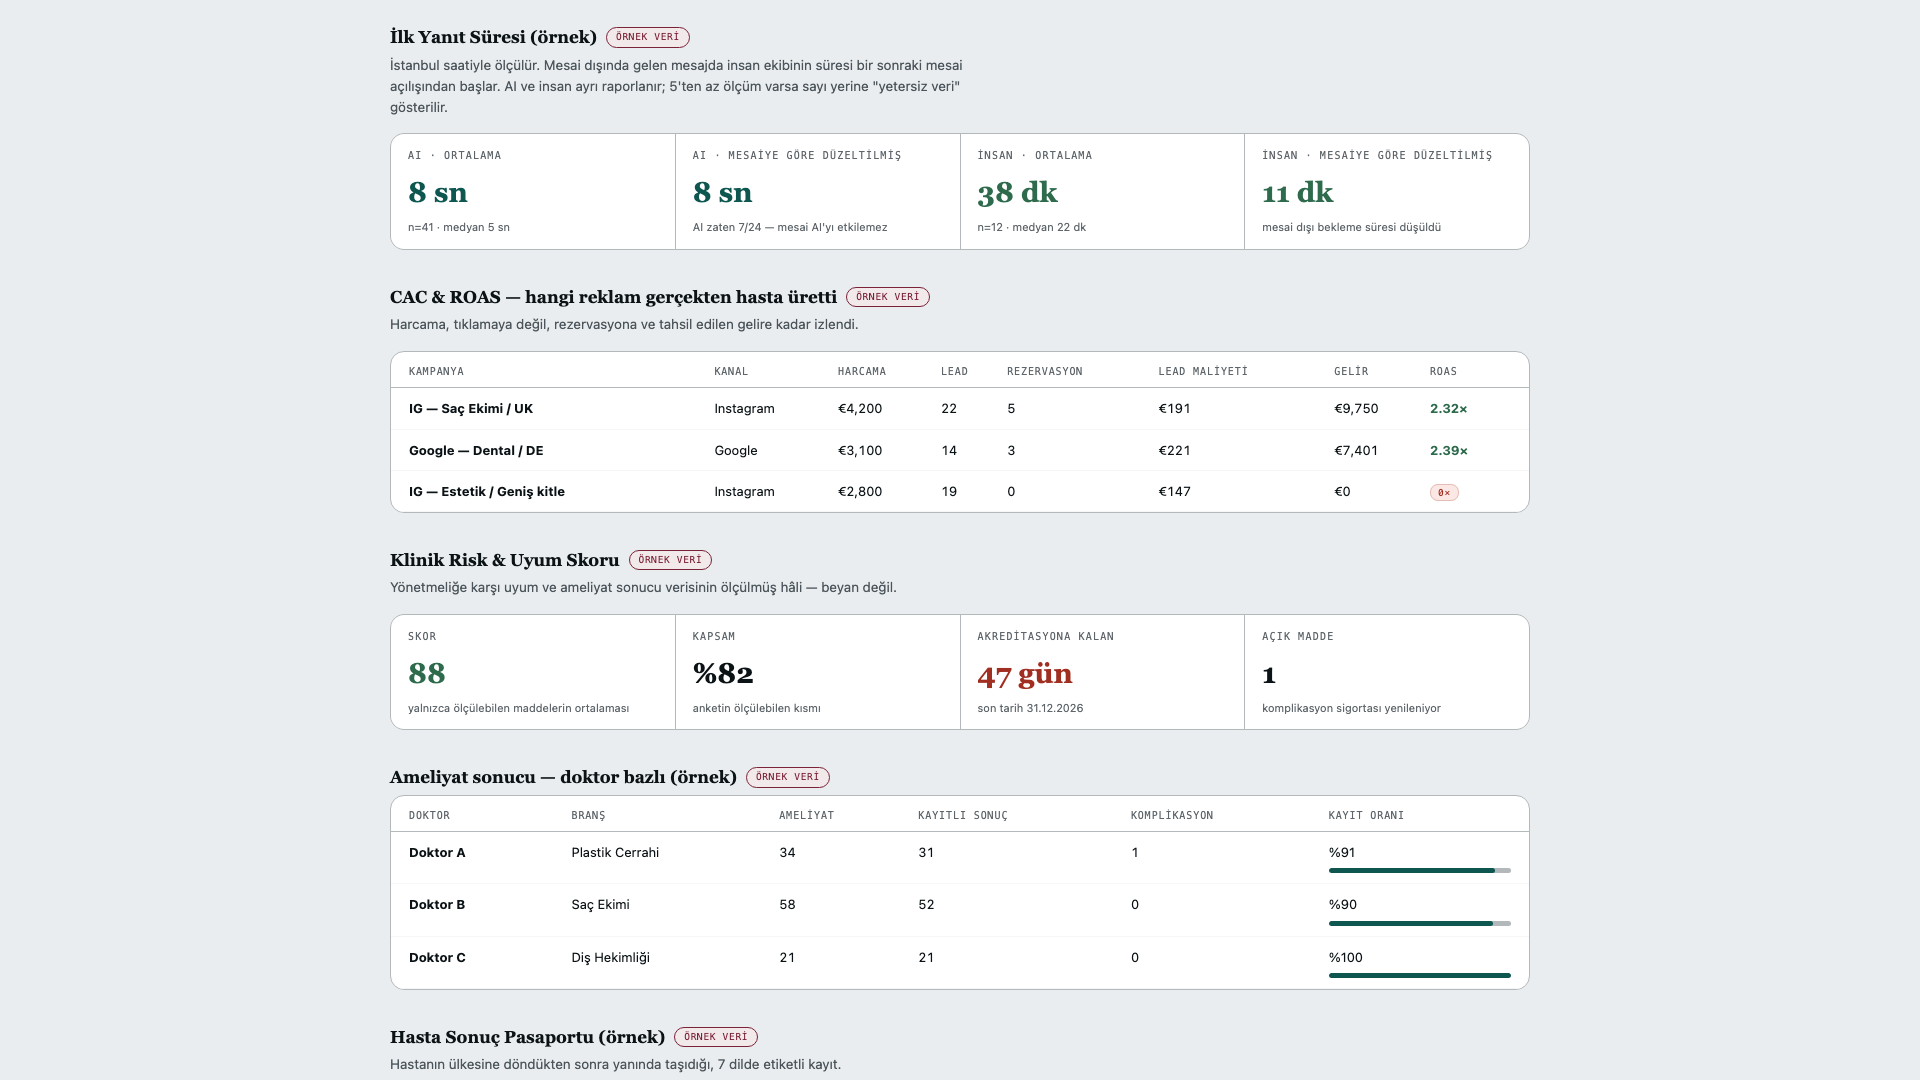 İlk Yanıt Süresi (örnek) ÖRNEK VERİ
İstanbul saatiyle ölçülür. Mesai dışında gelen mesajda insan ekibinin süresi bir sonraki mesai
açılışından başlar. AI ve insan ayrı raporlanır; 5'ten az ölçüm varsa sayı yerine "yetersiz veri"
gösterilir.
AI · ORTALAMA
8 sn
n=41 · medyan 5 sn
AI · MESAİYE GÖRE DÜZELTİLMİŞ
8 sn
AI zaten 7/24 — mesai AI'yı etkilemez
İNSAN · ORTALAMA
38 dk
n=12 · medyan 22 dk
İNSAN · MESAİYE GÖRE DÜZELTİLMİŞ
11 dk
mesai dışı bekleme süresi düşüldü
CAC & ROAS — hangi reklam gerçekten hasta üretti ÖRNEK VERİ
Harcama, tıklamaya değil, rezervasyona ve tahsil edilen gelire kadar izlendi.
KAMPANYA KANAL HARCAMA LEAD REZERVASYON LEAD MALİYETİ GELİR ROAS
IG — Saç Ekimi / UK Instagram €4,200 22 5 €191 €9,750 2.32×
Google — Dental / DE Google €3,100 14 3 €221 €7,401 2.39×
IG — Estetik / Geniş kitle Instagram €2,800 19 0 €147 €0 0×
Klinik Risk & Uyum Skoru ÖRNEK VERİ
Yönetmeliğe karşı uyum ve ameliyat sonucu verisinin ölçülmüş hâli — beyan değil.
SKOR
88
yalnızca ölçülebilen maddelerin ortalaması
KAPSAM
%82
anketin ölçülebilen kısmı
AKREDİTASYONA KALAN
47 gün
son tarih 31.12.2026
AÇIK MADDE
1
komplikasyon sigortası yenileniyor
Ameliyat sonucu — doktor bazlı (örnek) ÖRNEK VERİ
DOKTOR BRANŞ AMELİYAT KAYITLI SONUÇ KOMPLİKASYON KAYIT ORANI
Doktor A Plastik Cerrahi 34 31 1 %91
Doktor B Saç Ekimi 58 52 0 %90
Doktor C Diş Hekimliği 21 21 0 %100
Hasta Sonuç Pasaportu (örnek) ÖRNEK VERİ
Hastanın ülkesine döndükten sonra yanında taşıdığı, 7 dilde etiketli kayıt.